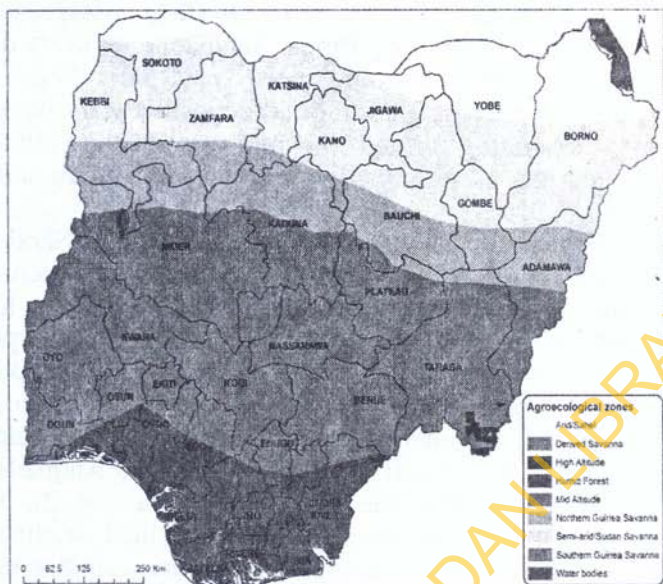 N
SOKOTO
KATSINA
KEBBI
ZAMFARA
JIGAWA
YOBE
BORNO
KANO
GOMBE
BAUCHI
KADUNA
NIGER
ADAMAWA
PLATEAU
KWARA
NASSARAWA
OYO
TARABA
KOGI
EKITI
OSUN
BENUE
OGUN
ENUGU
Agroecological zones
Arid/Sahel
Derived Savanna
High Altitude
Humid Forest
Mid Altitude
Northern Guinea Savanna
Semi-arid/Sudan Savanna
Southern Guinea Savanna
Water bodies
0 62.5 125 250 Km
DAN LIBRA